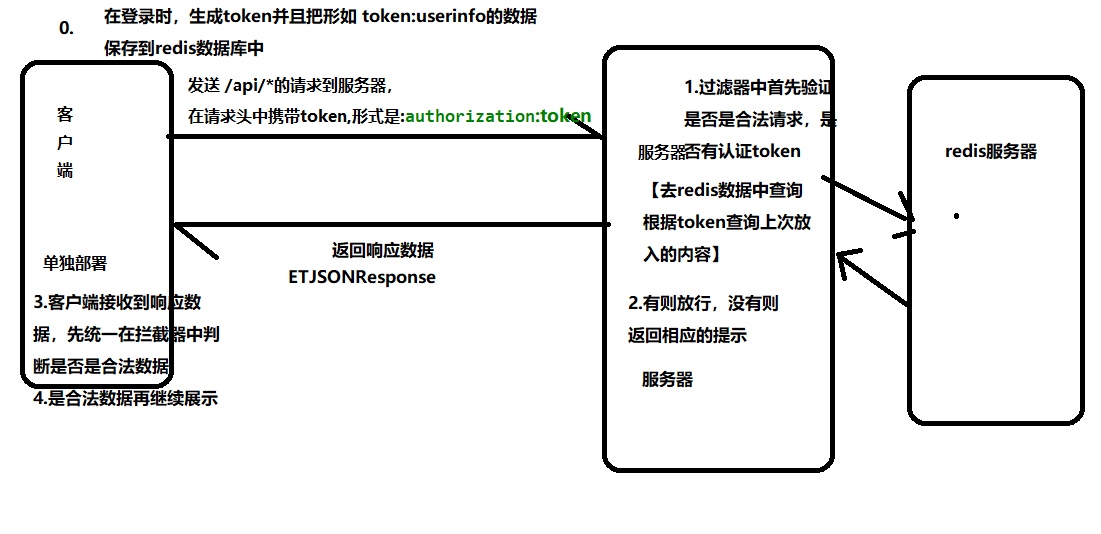 0.
在登录时，生成token并且把形如 token:userinfo的数据
保存到redis数据库中
客
户
端
单独部署
发送 /api/*的请求到服务器，
在请求头中携带token,形式是:authorization:token
返回响应数据
ETJSONResponse
3.客户端接收到响应数
据，先统一在拦截器中判
断是否是合法数据
4.是合法数据再继续展示
1.过滤器中首先验证
是否是合法请求，是
服务器否有认证token
【去redis数据中查询
根据token查询上次放
入的内容】
2.有则放行，没有则
返回相应的提示
服务器
redis服务器